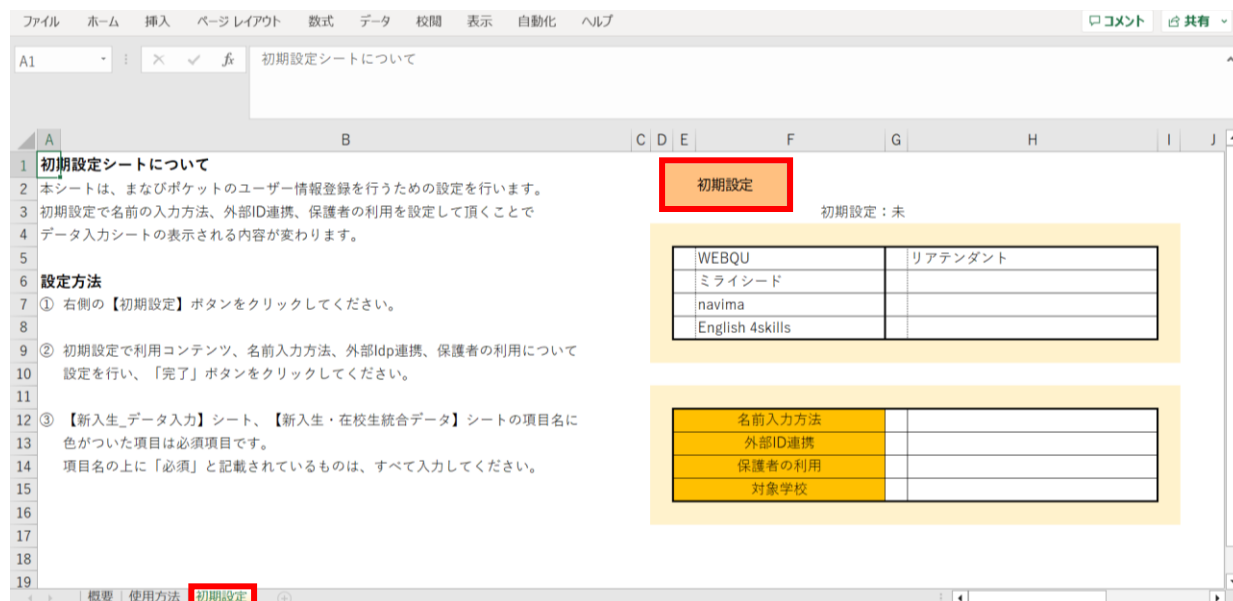 ファイル ホーム 挿入 ページ レイアウト 数式 データ 校閲 表示 自動化 ヘルプ コメント 共有
A1 fx 初期設定シートについて
A B C D E F G H I J
1 初期設定シートについて
初期設定
2 本シートは、まなびポケットのユーザー情報登録を行うための設定を行います。
3 初期設定で名前の入力方法、外部ID連携、保護者の利用を設定して頂くことで
初期設定：未
4 データ入力シートの表示される内容が変わります。
5 WEBQU リアテンダント
6 設定方法 ミライシード
7 ① 右側の【初期設定】ボタンをクリックしてください。 navima
8 English 4skills
9 ② 初期設定で利用コンテンツ、名前入力方法、外部Idp連携、保護者の利用について
10 設定を行い、「完了」ボタンをクリックしてください。
11
12 ③ 【新入生_データ入力】シート、【新入生・在校生統合データ】シートの項目名に 名前入力方法
13 色がついた項目は必須項目です。 外部ID連携
14 項目名の上に「必須」と記載されているものは、すべて入力してください。 保護者の利用
15 対象学校
16
17
18
19
概要 使用方法 初期設定